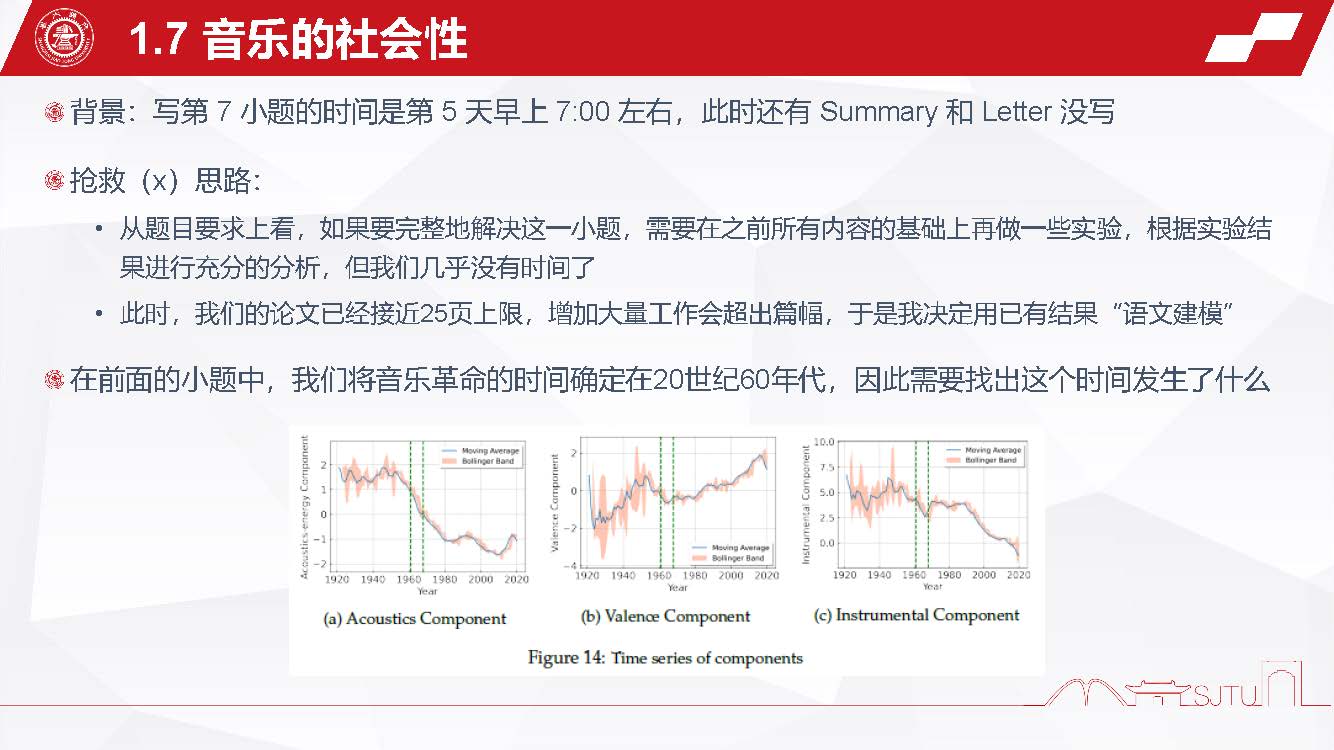 1.7 音乐的社会性
背景：写第 7 小题的时间是第 5 天早上 7:00 左右，此时还有 Summary 和 Letter 没写
抢救（x）思路：
• 从题目要求上看，如果要完整地解决这一小题，需要在之前所有内容的基础上再做一些实验，根据实验结
果进行充分的分析，但我们几乎没有时间了
• 此时，我们的论文已经接近25页上限，增加大量工作会超出篇幅，于是我决定用已有结果“语文建模”
在前面的小题中，我们将音乐革命的时间确定在20世纪60年代，因此需要找出这个时间发生了什么
Acoustics-energy Component
2
1
0
−1
−2
Moving Average
Bollinger Band
1920 1940 1960 1980 2000 2020
Year
(a) Acoustics Component
Valence Component
2
0
−2
−4
Moving Average
Bollinger Band
1920 1940 1960 1980 2000 2020
Year
(b) Valence Component
Instrumental Component
10.0
7.5
5.0
2.5
0.0
Moving Average
Bollinger Band
1920 1940 1960 1980 2000 2020
Year
(c) Instrumental Component
Figure 14: Time series of components
SJTU